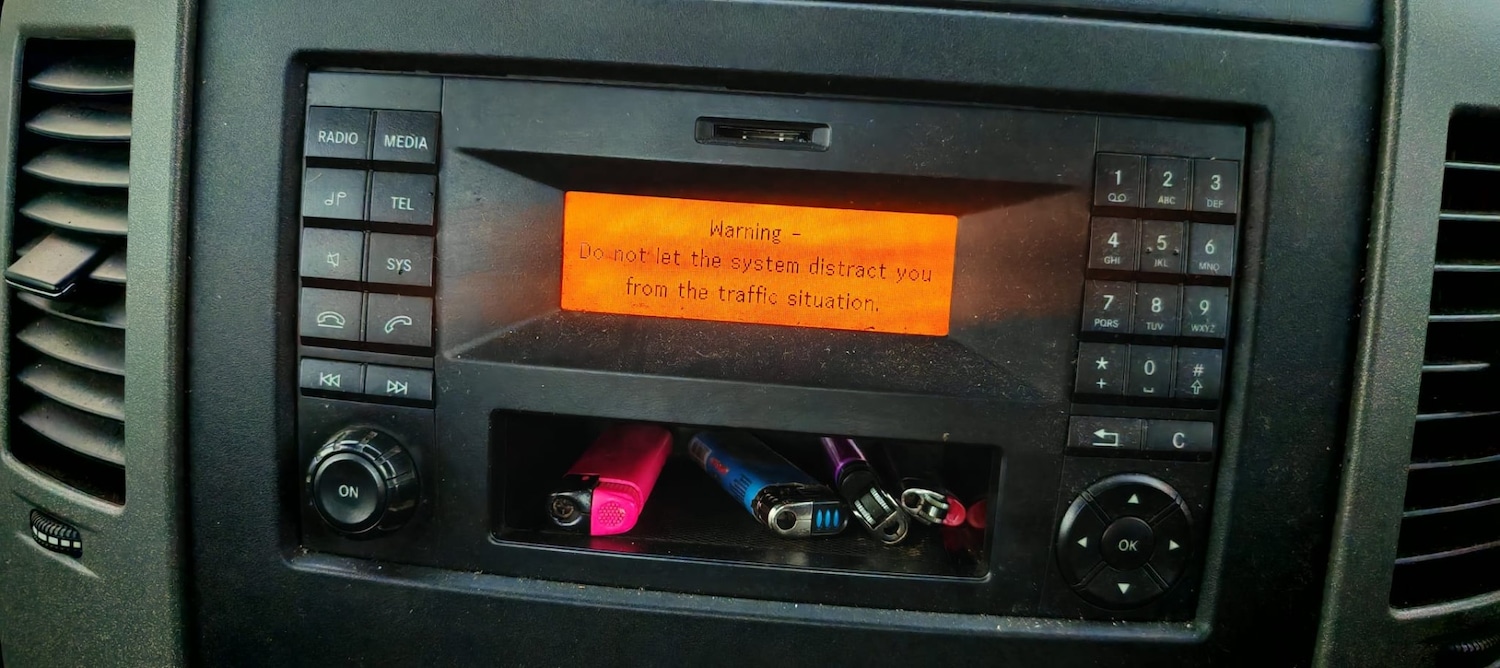 RADIO MEDIA
TEL
SYS
ON
Warning -
Do not let the system distract you
from the traffic situation.
1 2 3
ABC DEF
4 5 6
GHI JKL MNO
7 8 9
PQRS TUV WXYZ
* 0 #
+
C
OK